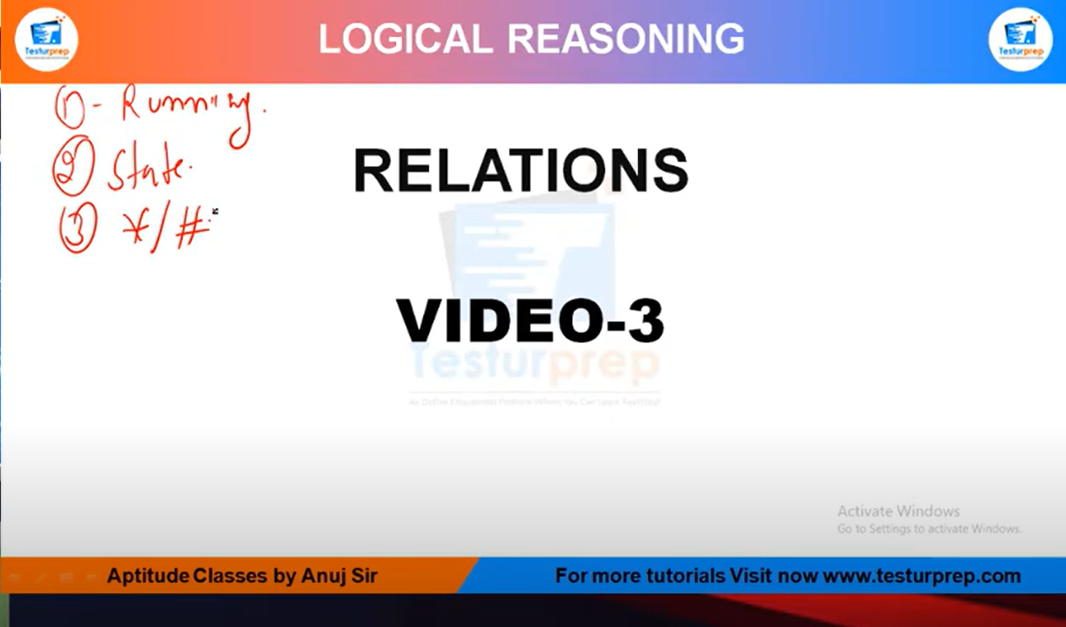 LOGICAL REASONING
Testurprep
Testurprep
1 - Running.
2 State.
3 */#
RELATIONS
VIDEO-3
Testurprep
An Online Educational Platform Where You Can Learn Anything!
Activate Windows
Go to Settings to activate Windows.
Aptitude Classes by Anuj Sir
For more tutorials Visit now www.testurprep.com